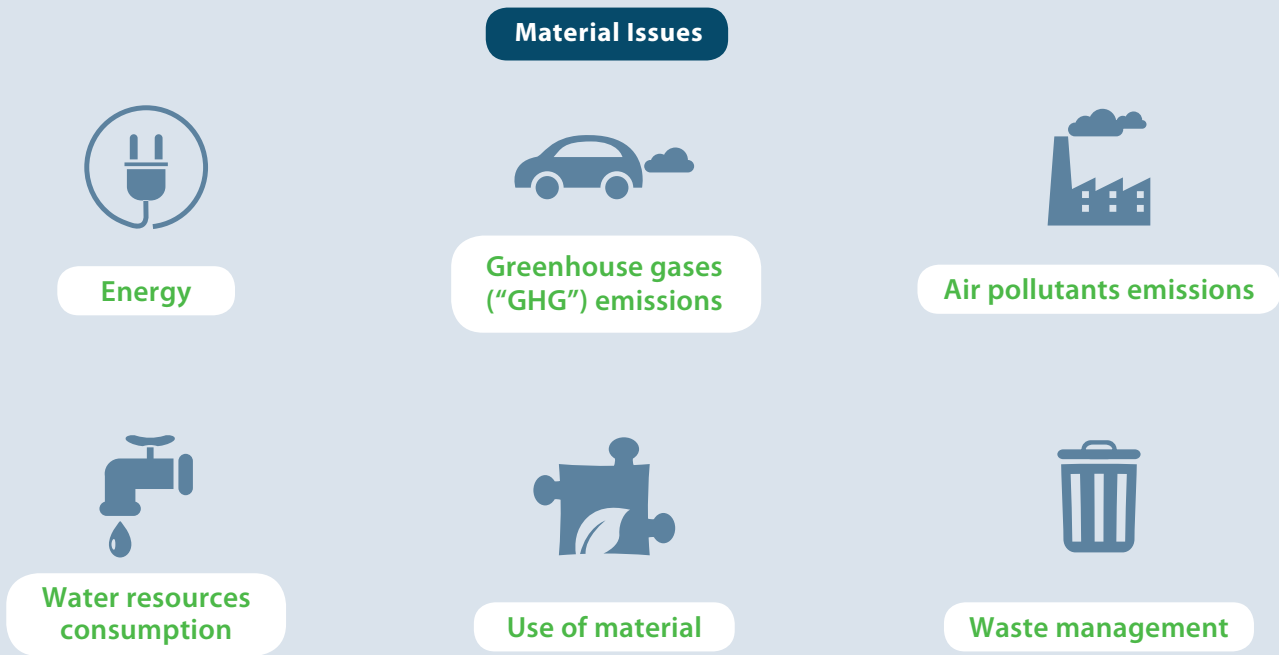 Material Issues
Energy
Greenhouse gases
(“GHG”) emissions
Air pollutants emissions
Water resources
consumption
Use of material
Waste management